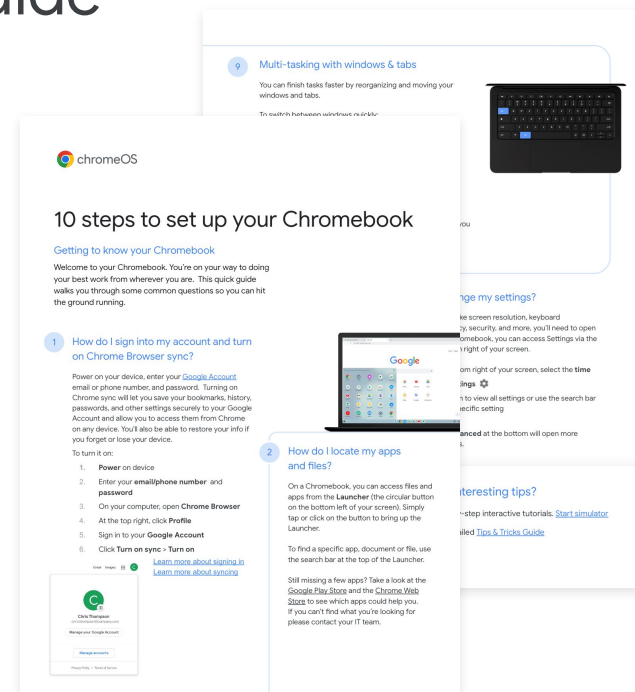 9
Multi-tasking with windows & tabs
You can finish tasks faster by reorganizing and moving your
windows and tabs.
To switch between windows quickly:
you
my settings?
screen resolution, keyboard
security, and more, you'll need to open
you can access Settings via the
right of your screen.
right of your screen, select the time
to view all settings or use the search bar
setting
at the bottom will open more
tips?
interactive tutorials. Start simulator
Tips & Tricks Guide
chromeOS
10 steps to set up your Chromebook
Getting to know your Chromebook
Welcome to your Chromebook. You're on your way to doing
your best work from wherever you are. This quick guide
walks you through some common questions so you can hit
the ground running.
1
How do I sign into my account and turn
on Chrome Browser sync?
Power on your device, enter your Google Account
email or phone number, and password. Turning on
Chrome sync will let you save your bookmarks, history,
passwords, and other settings securely to your Google
Account and allow you to access them from Chrome
on any device. You'll also be able to restore your info if
you forget or lose your device.
To turn it on:
1. Power on device
2. Enter your email/phone number and
password
3. On your computer, open Chrome Browser
4. At the top right, click Profile
5. Sign in to your Google Account
6. Click Turn on sync > Turn on
Learn more about signing in
Learn more about syncing
Gmail Images
C
C
Chris Thompson
Manage your Google Account
Manage accounts
Privacy Policy • Terms of Service
Google
2
How do I locate my apps
and files?
On a Chromebook, you can access files and
apps from the Launcher (the circular button
on the bottom left of your screen). Simply
tap or click on the button to bring up the
Launcher.
To find a specific app, document or file, use
the search bar at the top of the Launcher.
Still missing a few apps? Take a look at the
Google Play Store and the Chrome Web
Store to see which apps could help you.
If you can't find what you're looking for
please contact your IT team.